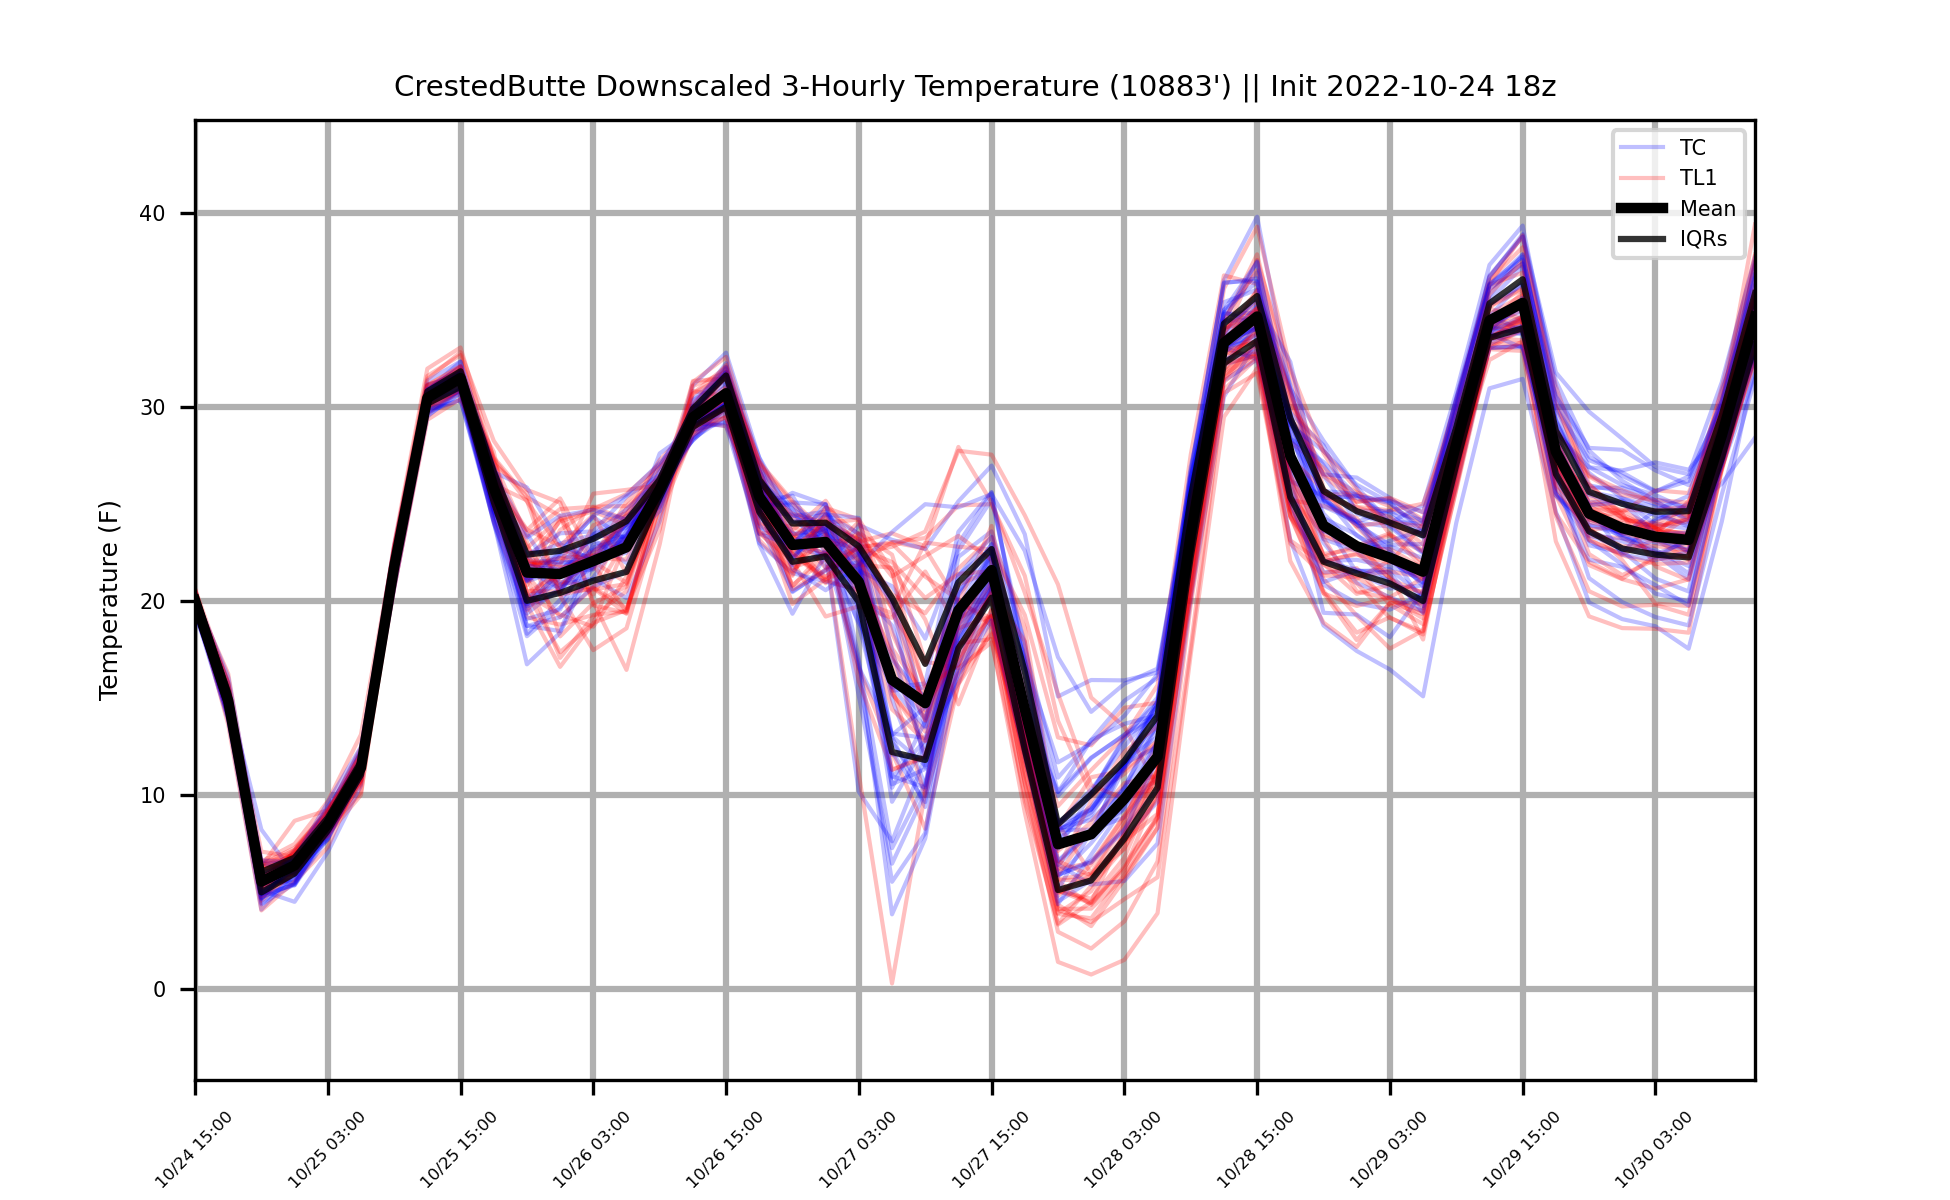 CrestedButte Downscaled 3-Hourly Temperature (10883') || Init 2022-10-24 18z
TC
TL1
Mean
IQRs
Temperature (F)
40
30
20
10
0
10/24 15:00
10/25 03:00
10/25 15:00
10/26 03:00
10/26 15:00
10/27 03:00
10/27 15:00
10/28 03:00
10/28 15:00
10/29 03:00
10/29 15:00
10/30 03:00